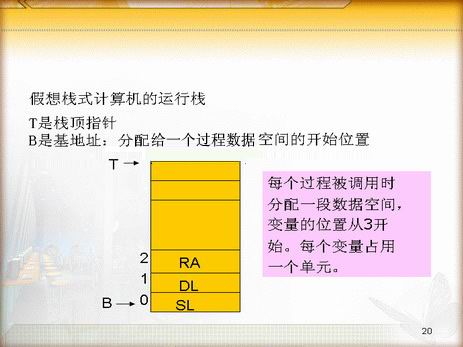 假想栈式计算机的运行栈
T是栈顶指针
B是基地址：分配给一个过程数据空间的开始位置
T
每个过程被调用时
分配一段数据空间，
变量的位置从3开
始。每个变量占用
一个单元。
2 RA
1 DL
B 0 SL
20